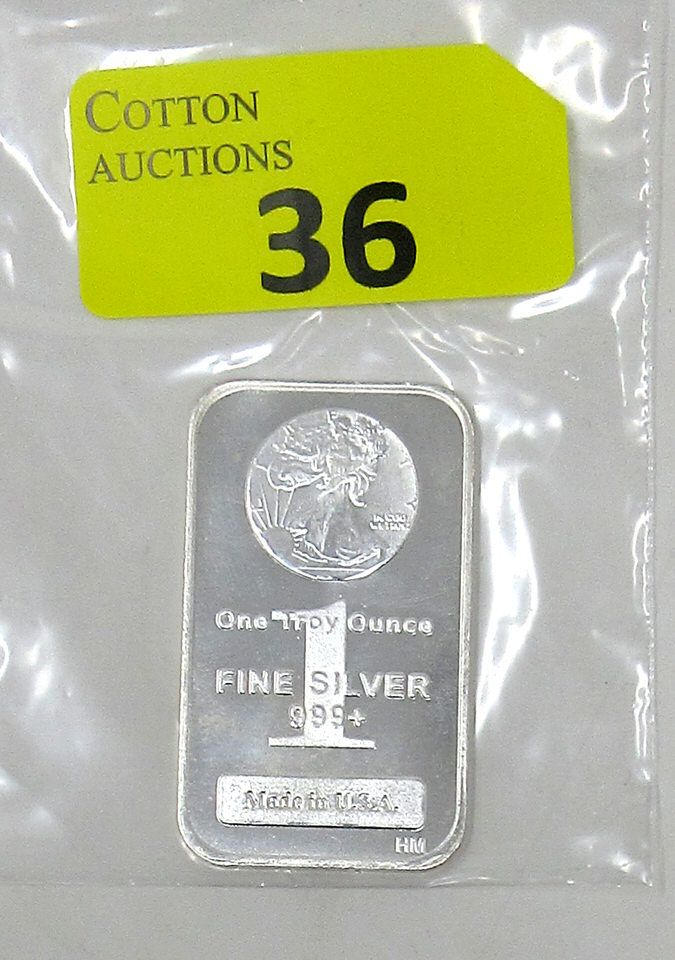 COTTON
AUCTIONS
36
IN GOD
WE TRUST
One Troy Ounce
1
FINE SILVER
999+
Made in U.S.A.
HM